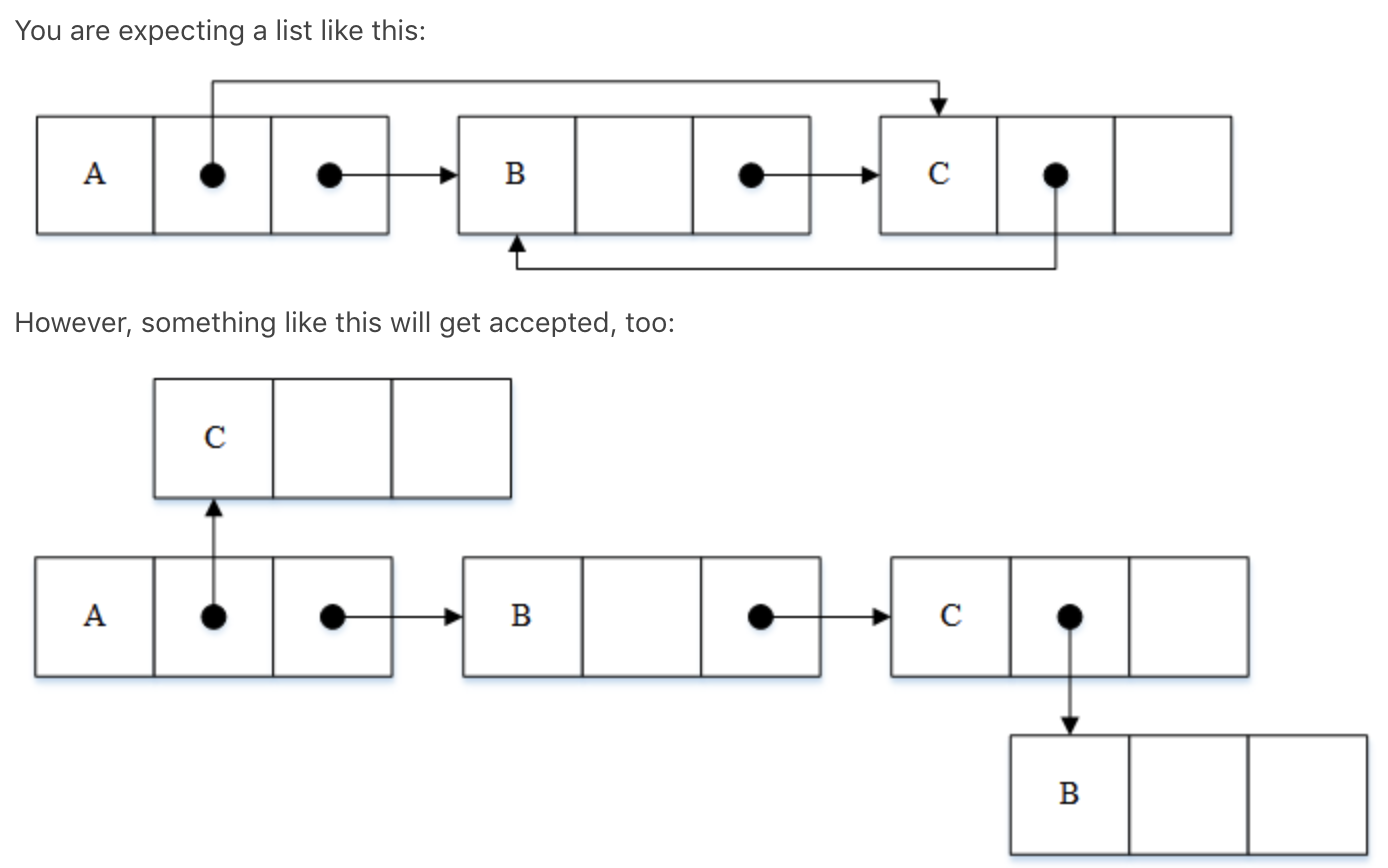 You are expecting a list like this:
A
B
C
However, something like this will get accepted, too:
C
A
B
C
B